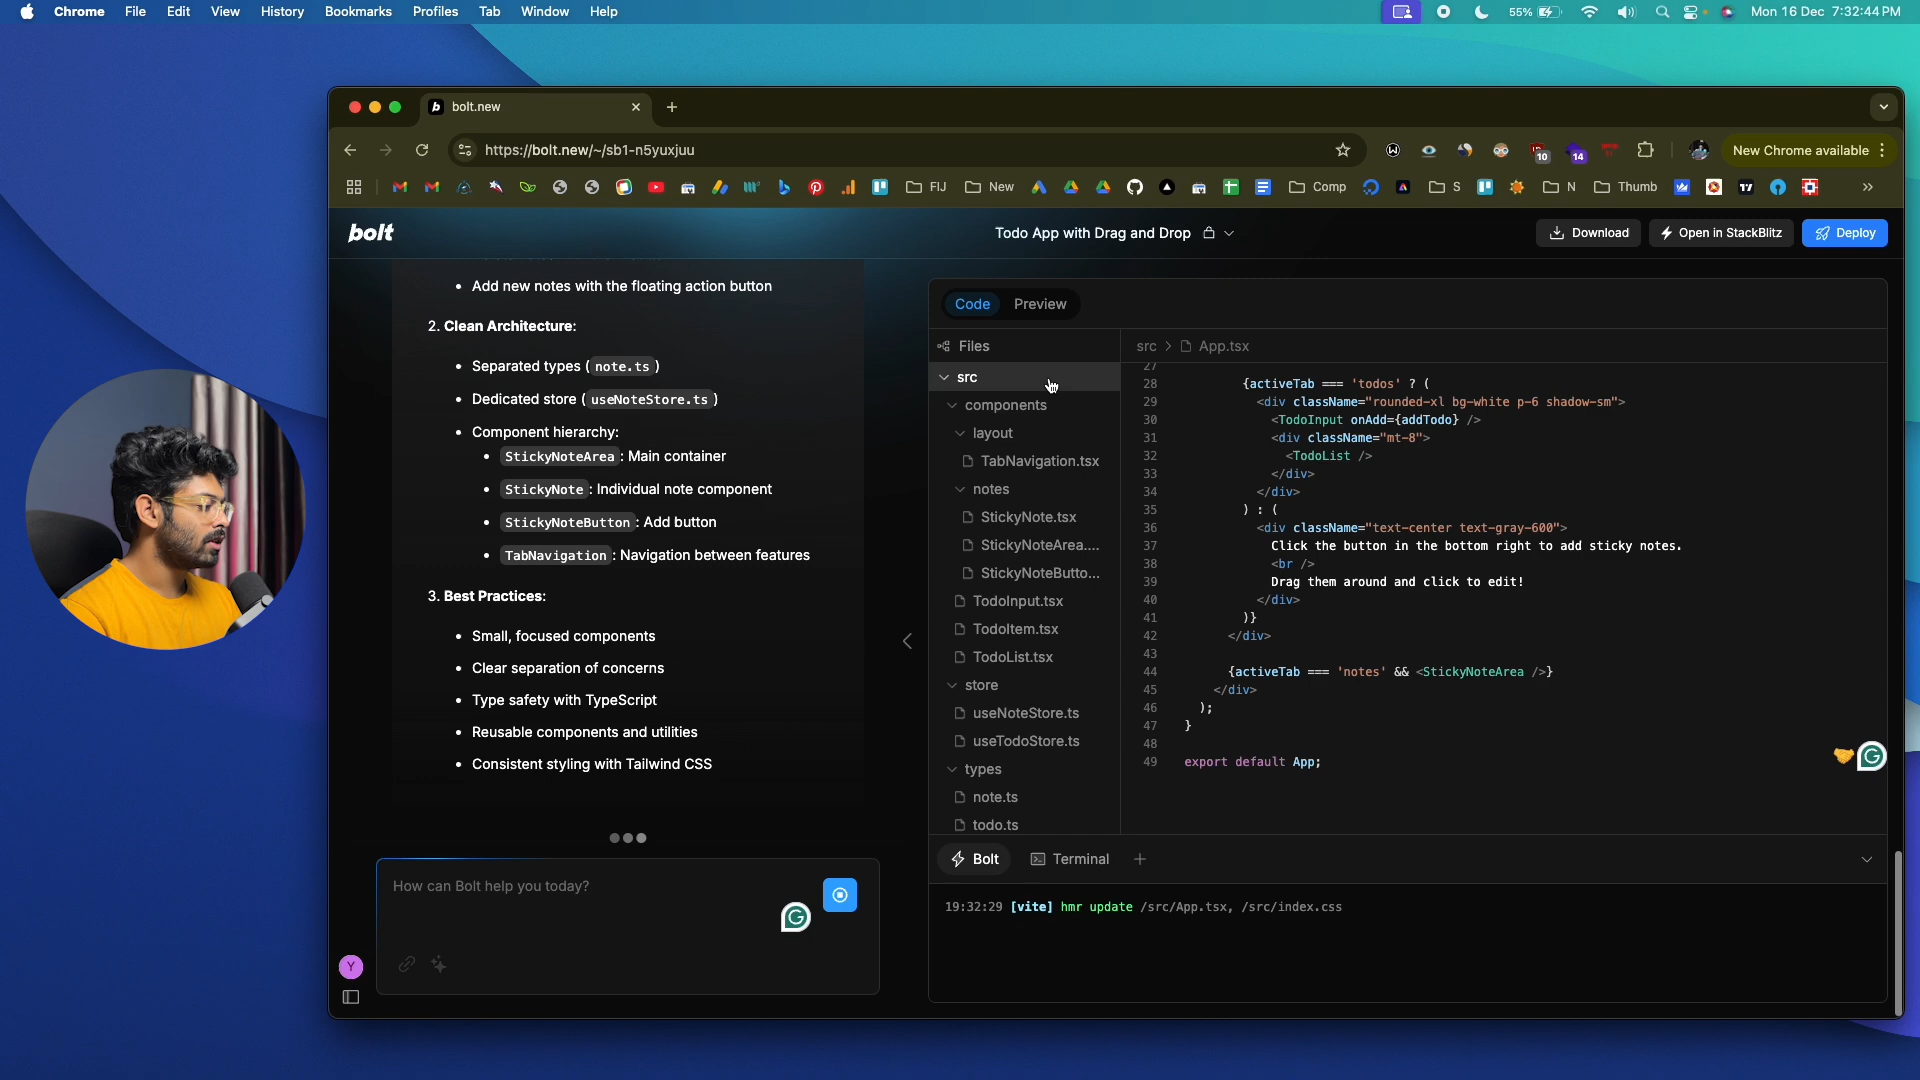 Chrome File Edit View History Bookmarks Profiles Tab Window Help
55% Mon 16 Dec 7:32:44 PM
b bolt.new
https://bolt.new/~/sb1-n5yuxjuu
10 14 New Chrome available
FIJ New Comp S N Thumb
bolt
Todo App with Drag and Drop
Download Open in StackBlitz Deploy
• Add new notes with the floating action button
2. Clean Architecture:
• Separated types ( note.ts )
• Dedicated store ( useNoteStore.ts )
• Component hierarchy:
• StickyNoteArea : Main container
• StickyNote : Individual note component
• StickyNoteButton : Add button
• TabNavigation : Navigation between features
3. Best Practices:
• Small, focused components
• Clear separation of concerns
• Type safety with TypeScript
• Reusable components and utilities
• Consistent styling with Tailwind CSS
How can Bolt help you today?
Y
Code Preview
Files
src
components
layout
TabNavigation.tsx
notes
StickyNote.tsx
StickyNoteArea....
StickyNoteButto...
TodoInput.tsx
TodoItem.tsx
TodoList.tsx
store
useNoteStore.ts
useTodoStore.ts
types
note.ts
todo.ts
src > App.tsx
27
28 {activeTab === 'todos' ? (
29 <div className="rounded-xl bg-white p-6 shadow-sm">
30 <TodoInput onAdd={addTodo} />
31 <div className="mt-8">
32 <TodoList />
33 </div>
34 </div>
35 ) : (
36 <div className="text-center text-gray-600">
37 Click the button in the bottom right to add sticky notes.
38 <br />
39 Drag them around and click to edit!
40 </div>
41 )}
42 </div>
43
44 {activeTab === 'notes' && <StickyNoteArea />}
45 </div>
46 );
47 }
48
49 export default App;
Bolt Terminal
19:32:29 [vite] hmr update /src/App.tsx, /src/index.css